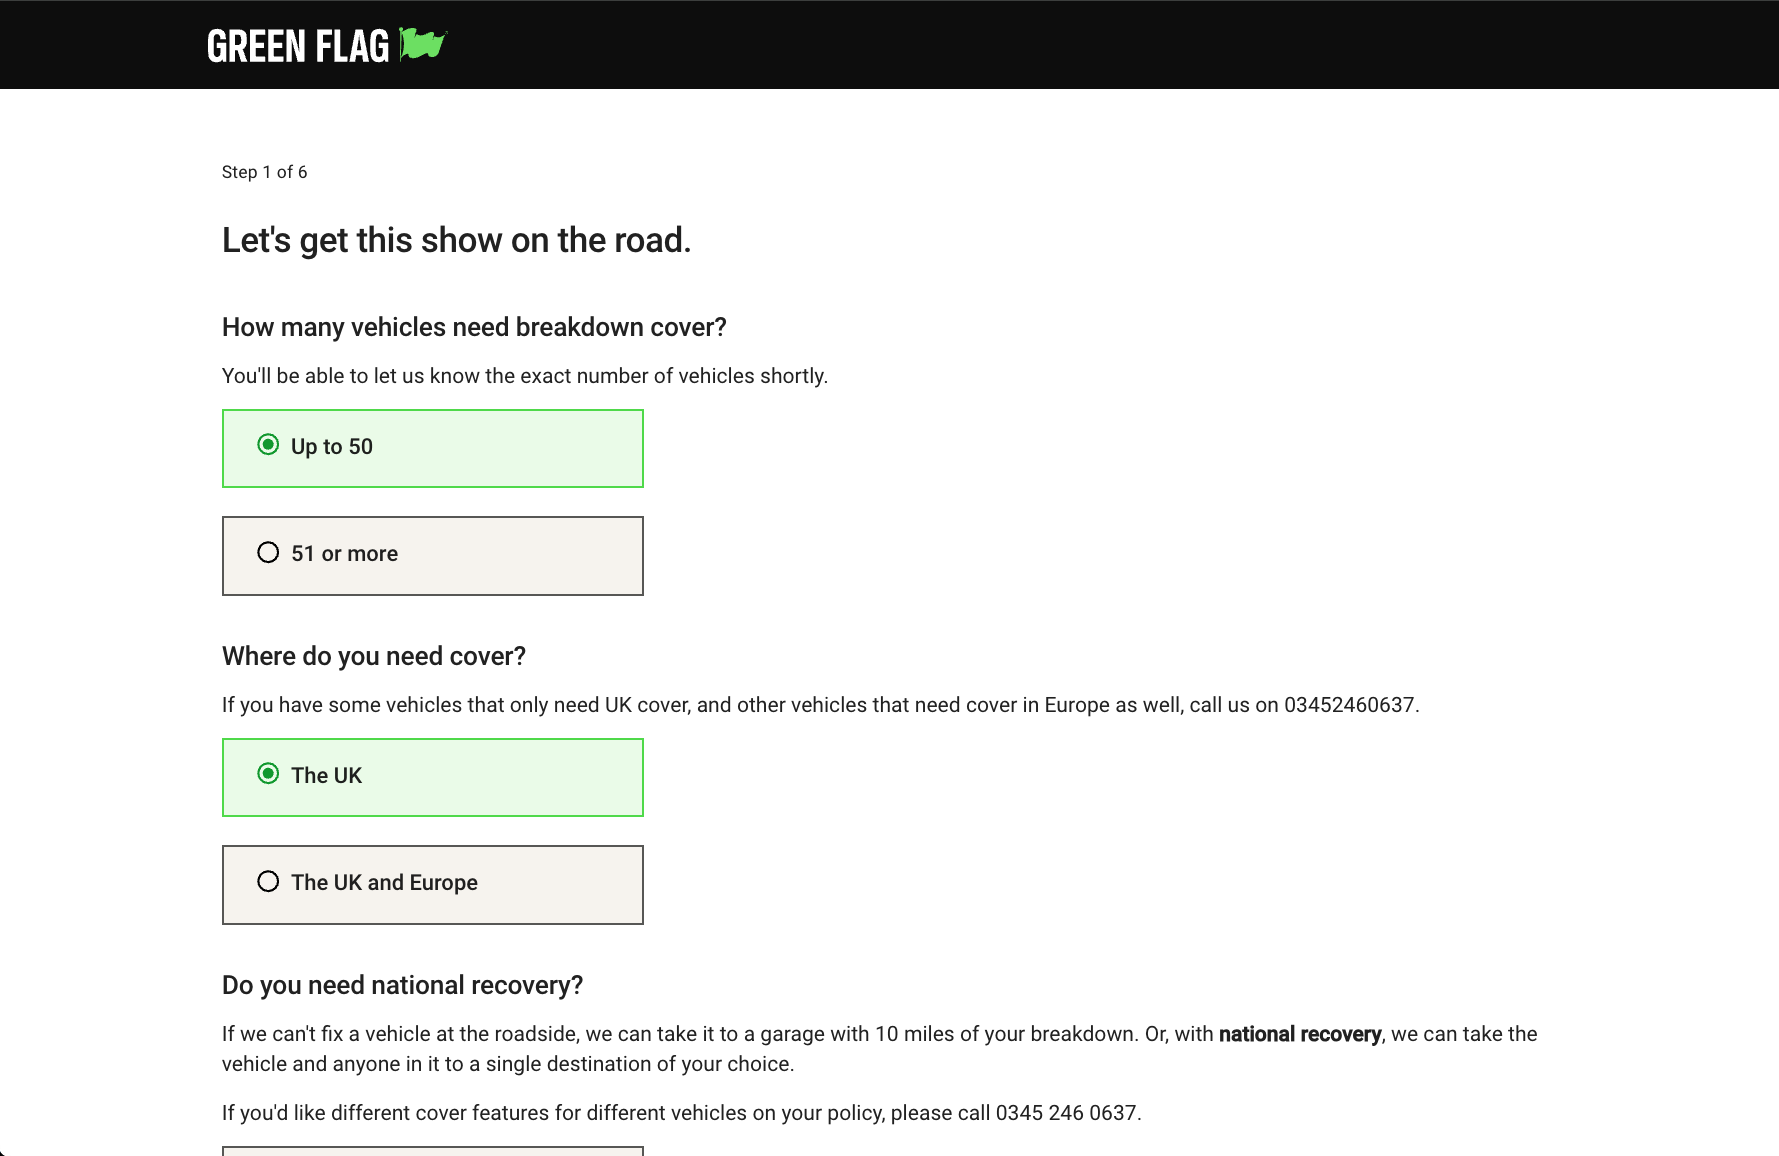 GREEN FLAG
Step 1 of 6
Let's get this show on the road.
How many vehicles need breakdown cover?
You'll be able to let us know the exact number of vehicles shortly.
Up to 50
51 or more
Where do you need cover?
If you have some vehicles that only need UK cover, and other vehicles that need cover in Europe as well, call us on 03452460637.
The UK
The UK and Europe
Do you need national recovery?
If we can't fix a vehicle at the roadside, we can take it to a garage with 10 miles of your breakdown. Or, with national recovery, we can take the
vehicle and anyone in it to a single destination of your choice.
If you'd like different cover features for different vehicles on your policy, please call 0345 246 0637.